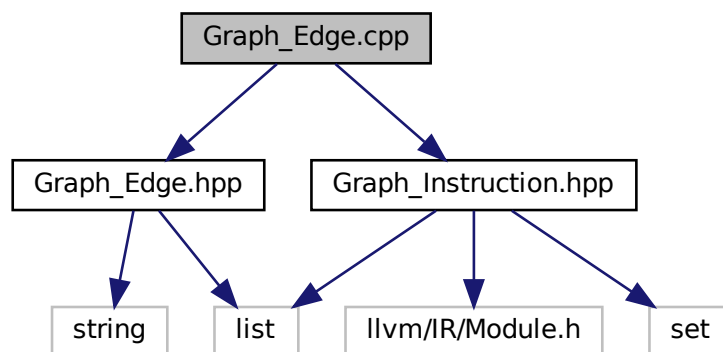 Graph_Edge.cpp
Graph_Edge.hpp
Graph_Instruction.hpp
string
list
llvm/IR/Module.h
set